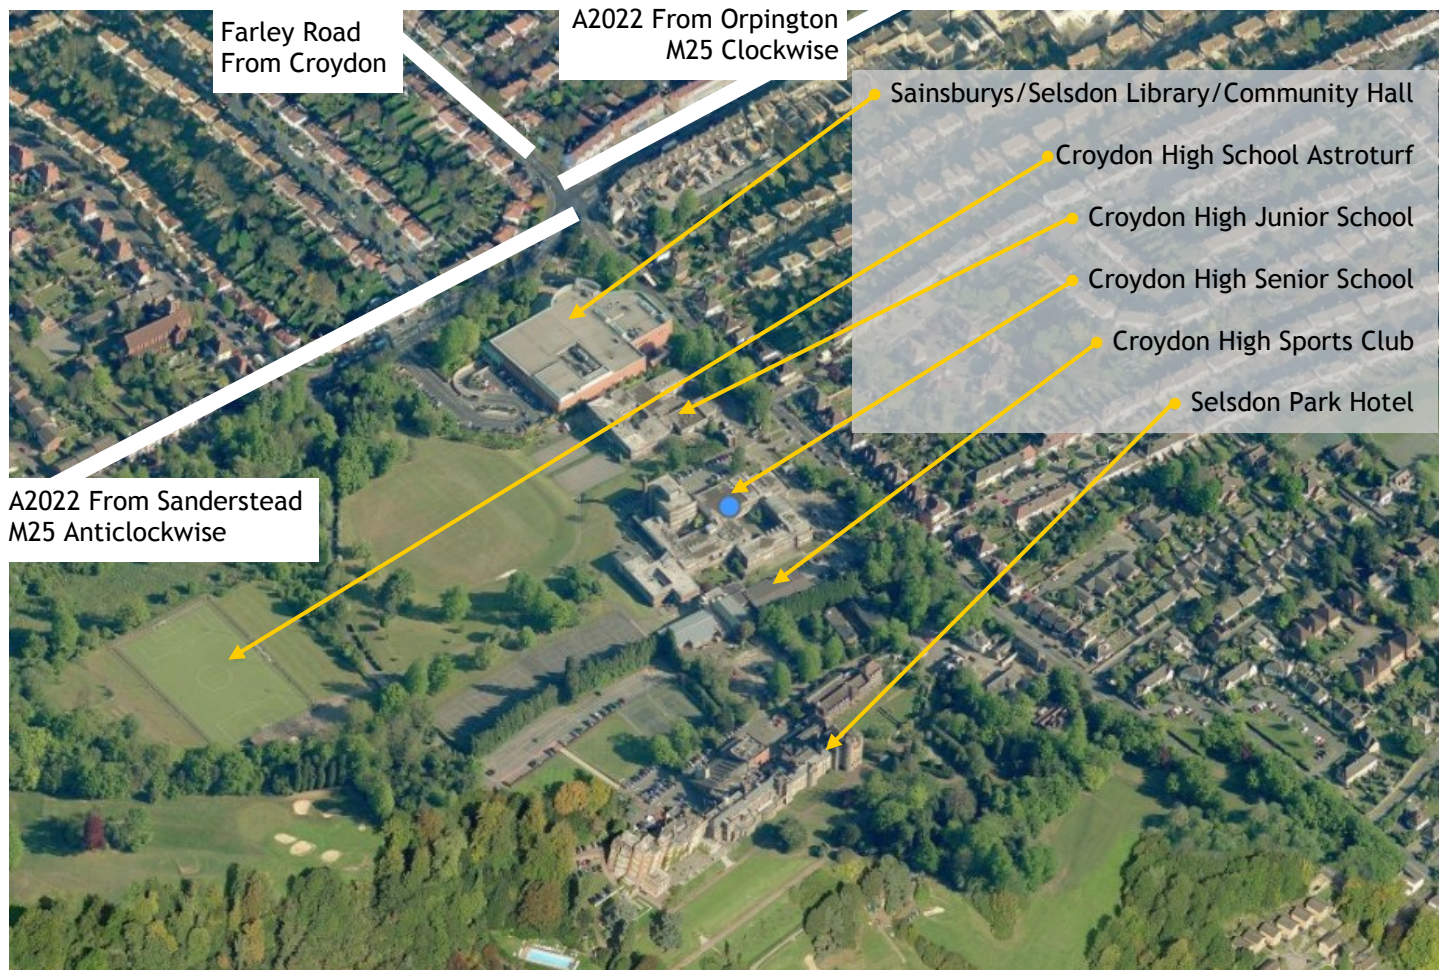 Farley Road
From Croydon
A2022 From Orpington
M25 Clockwise
Sainsburys/Selsdon Library/Community Hall
Croydon High School Astroturf
Croydon High Junior School
Croydon High Senior School
Croydon High Sports Club
Selsdon Park Hotel
A2022 From Sanderstead
M25 Anticlockwise